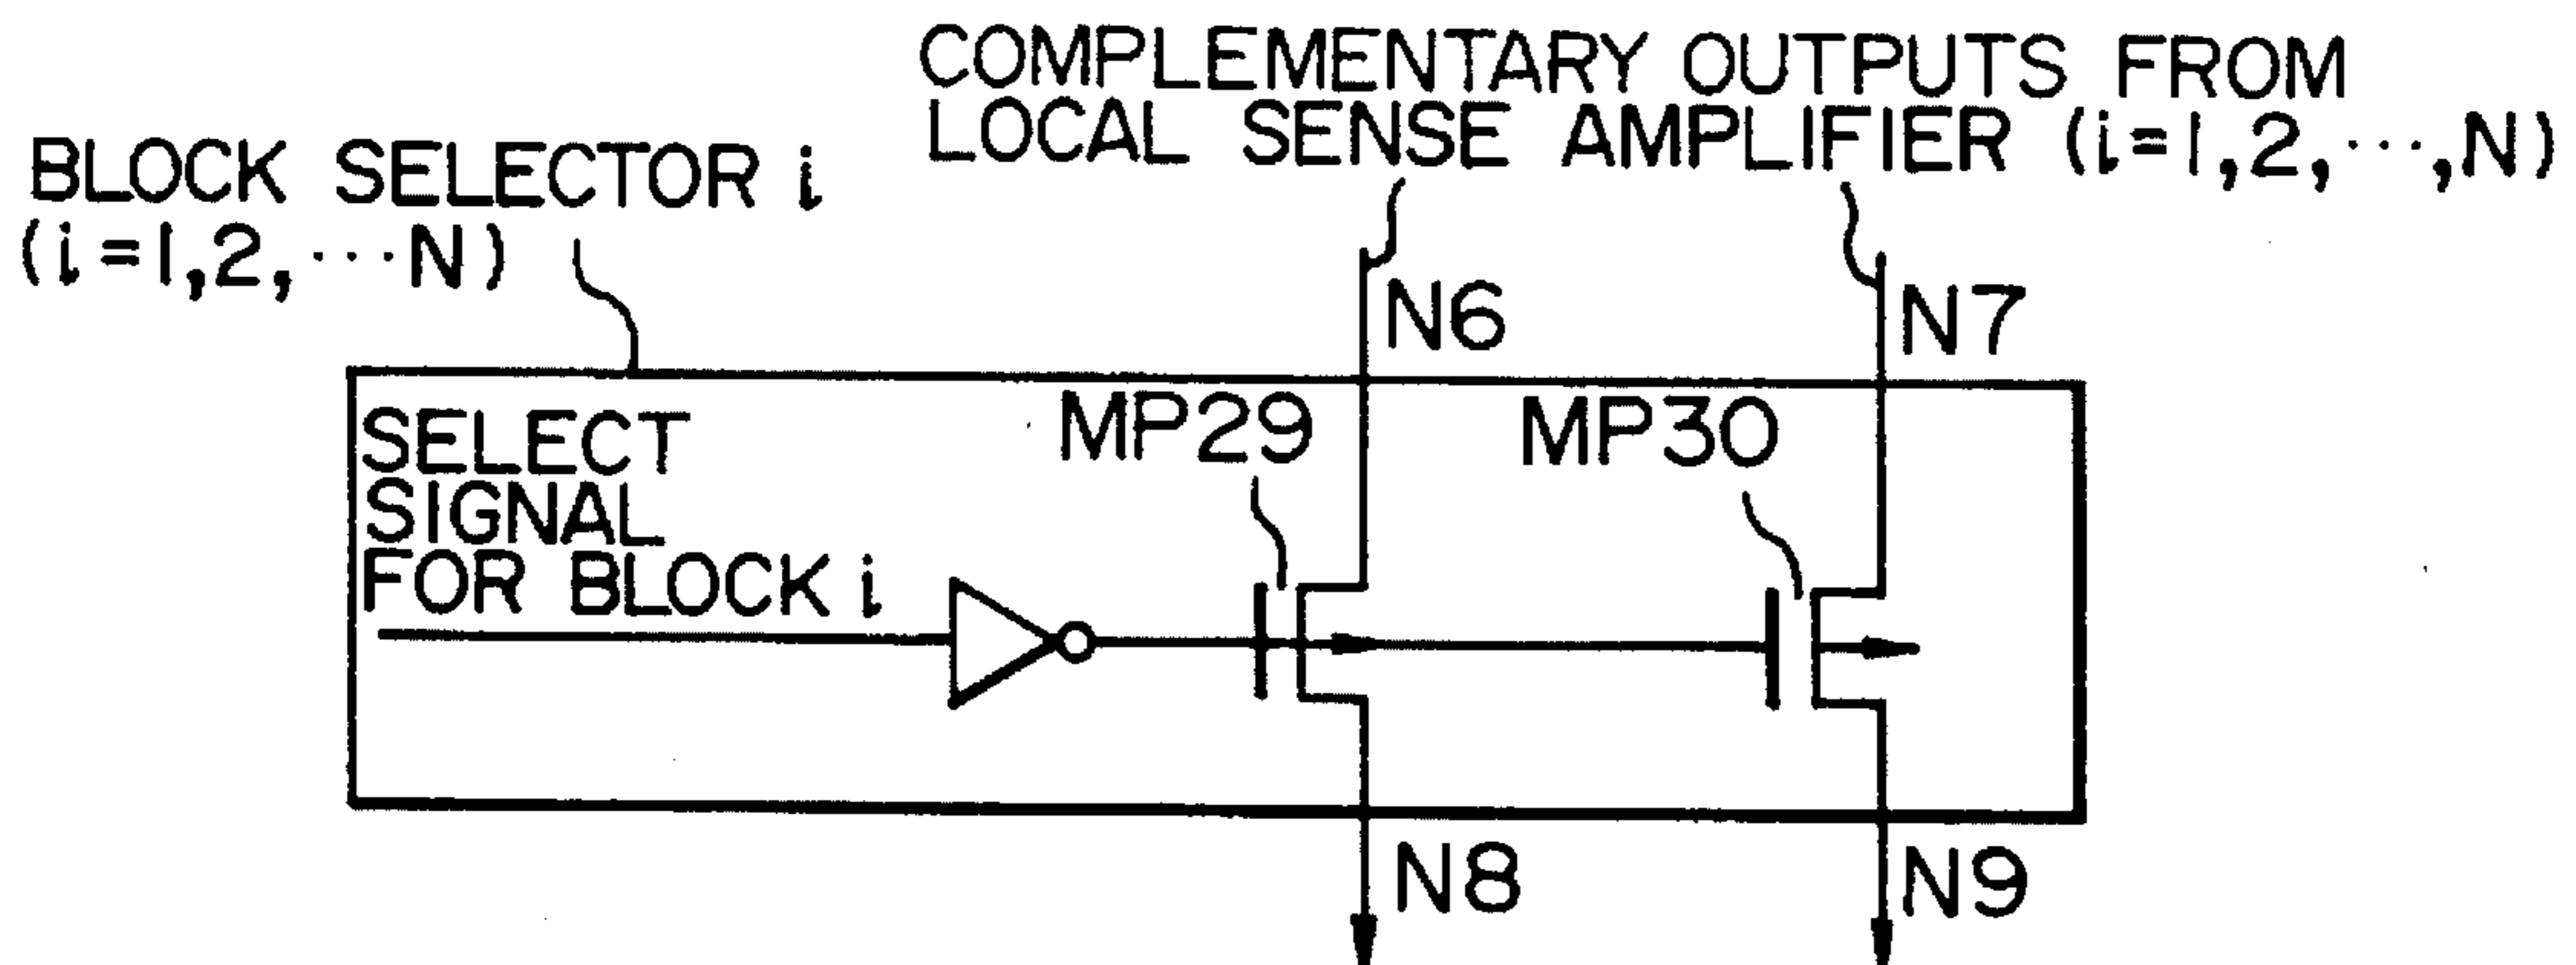 COMPLEMENTARY OUTPUTS FROM
LOCAL SENSE AMPLIFIER (i=1,2,···,N)
BLOCK SELECTOR i
(i=1,2,···N)
N6
N7
SELECT
SIGNAL
FOR BLOCK i
MP29
MP30
N8
N9